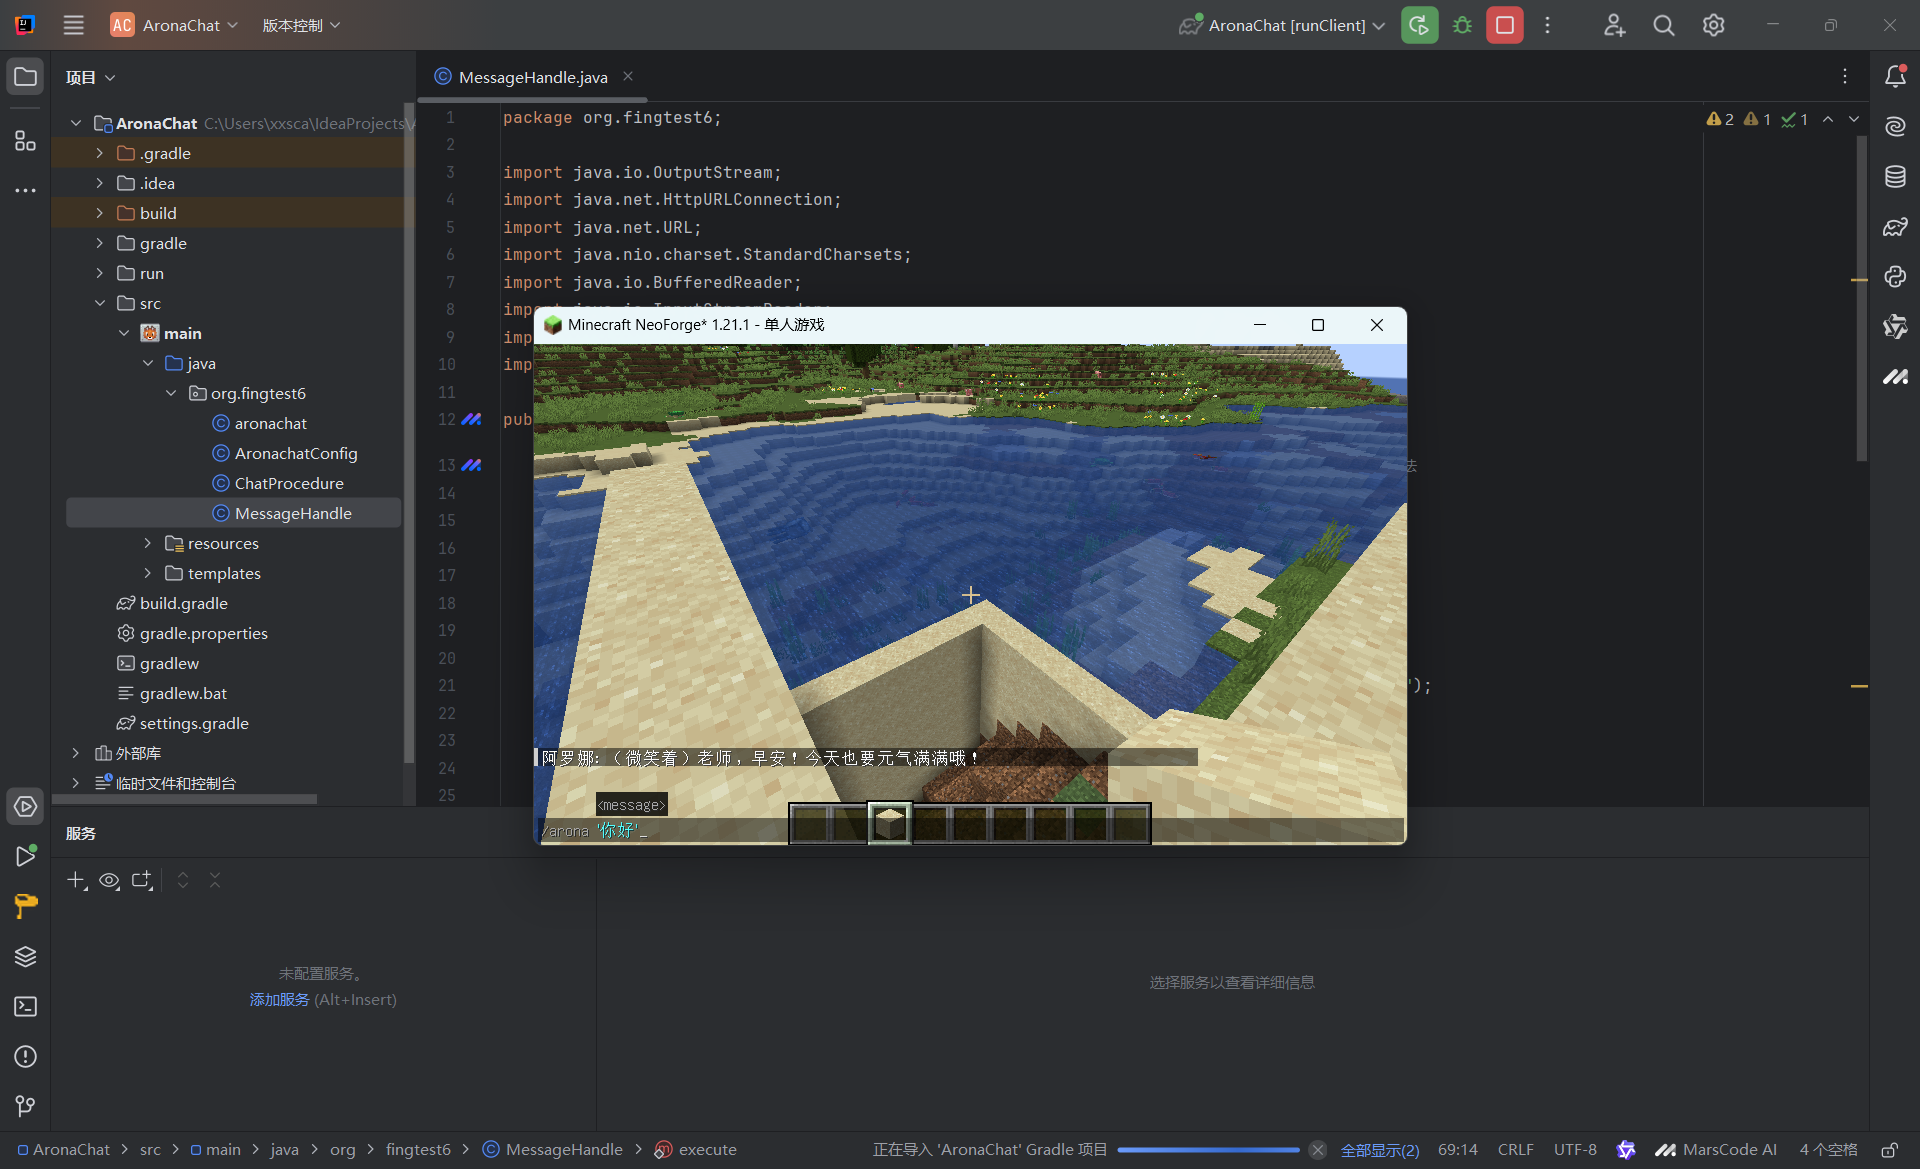 AC AronaChat 版本控制 AronaChat [runClient]
项目
MessageHandle.java
AronaChat C:\Users\xxsca\IdeaProjects\
.gradle
.idea
build
gradle
run
src
main
java
org.fingtest6
aronachat
AronachatConfig
ChatProcedure
MessageHandle
resources
templates
build.gradle
gradle.properties
gradlew
gradlew.bat
settings.gradle
外部库
临时文件和控制台
2 1 1
1 package org.fingtest6;
2
3 import java.io.OutputStream;
4 import java.net.HttpURLConnection;
5 import java.net.URL;
6 import java.nio.charset.StandardCharsets;
7 import java.io.BufferedReader;
8 imp
9 imp
10 imp
11
12 pub
13
14
15
16
17
18
19
20
21 ');
22
23
24
25
Minecraft NeoForge* 1.21.1 - 单人游戏
阿罗娜:（微笑着）老师，早安！今天也要元气满满哦！
<message>
/arona '你好'_
服务
未配置服务。
添加服务 (Alt+Insert)
选择服务以查看详细信息
AronaChat src main java org fingtest6 MessageHandle execute
正在导入 'AronaChat' Gradle 项目 全部显示(2) 69:14 CRLF UTF-8 MarsCode AI 4 个空格